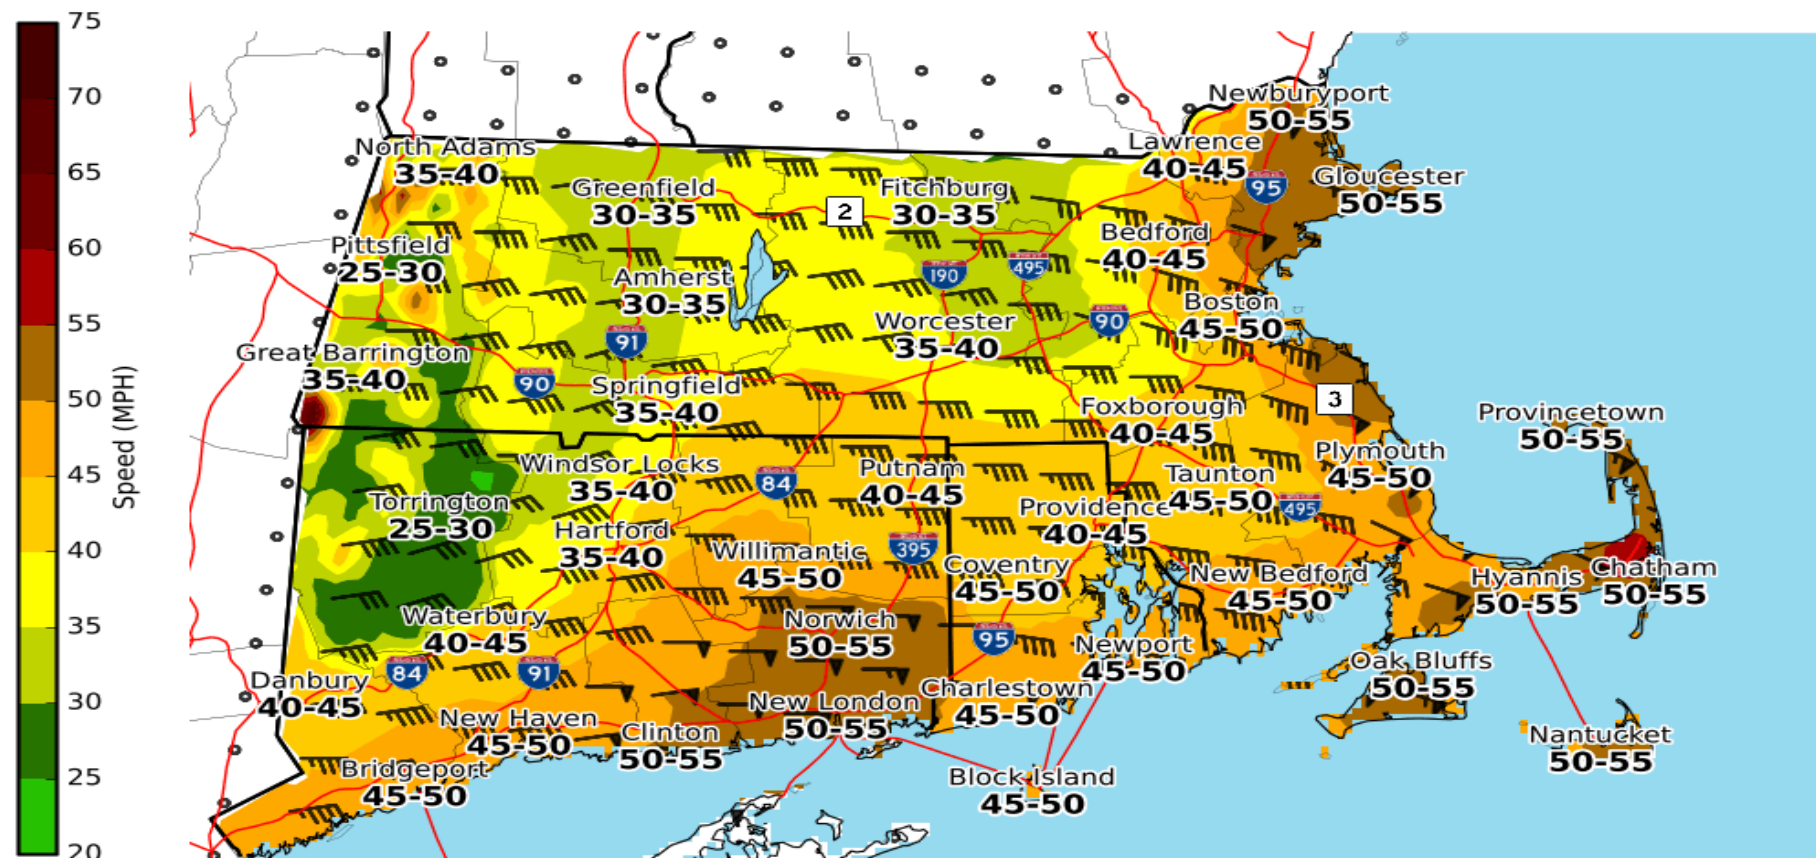 75
70
65
60
55
50
45
40
35
30
25
20
Speed (MPH)
Newburyport
50-55
North Adams
35-40
Lawrence
40-45
Greenfield
30-35
Fitchburg
30-35
95
Gloucester
50-55
2
Pittsfield
25-30
Bedford
40-45
Amherst
30-35
190
495
Boston
45-50
Worcester
35-40
90
91
Great Barrington
35-40
90
Springfield
35-40
3
Foxborough
40-45
Provincetown
50-55
Windsor Locks
35-40
84
Putnam
40-45
Plymouth
45-50
Taunton
45-50
Torrington
25-30
Providence
40-45
495
Hartford
35-40
Willimantic
45-50
395
Coventry
45-50
New Bedford
45-50
Hyannis
50-55
Chatham
50-55
Waterbury
40-45
Norwich
50-55
95
Newport
45-50
Oak Bluffs
50-55
84
91
Danbury
40-45
New Haven
45-50
Clinton
50-55
New London
50-55
Charlestown
45-50
Nantucket
50-55
Bridgeport
45-50
Block Island
45-50